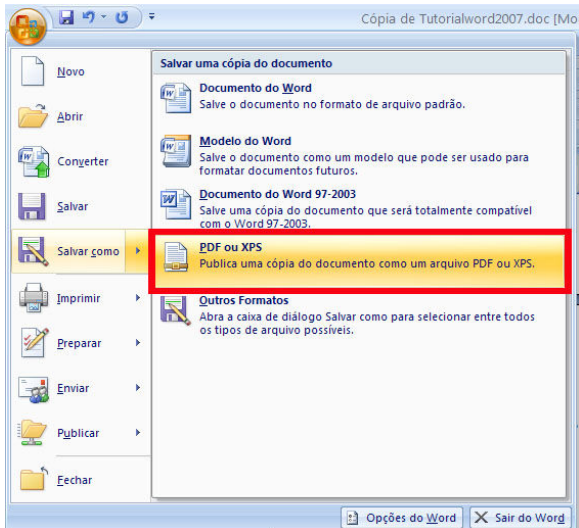 Cópia de Tutorialword2007.doc [Mo
Novo
Abrir
Converter
Salvar
Salvar como
Imprimir
Preparar
Enviar
Publicar
Fechar
Salvar uma cópia do documento
Documento do Word
Salve o documento no formato de arquivo padrão.
Modelo do Word
Salve o documento como um modelo que pode ser usado para
formatar documentos futuros.
Documento do Word 97-2003
Salve uma cópia do documento que será totalmente compatível
com o Word 97-2003.
PDF ou XPS
Publica uma cópia do documento como um arquivo PDF ou XPS.
Outros Formatos
Abra a caixa de diálogo Salvar como para selecionar entre todos
os tipos de arquivo possíveis.
Opções do Word
Sair do Word